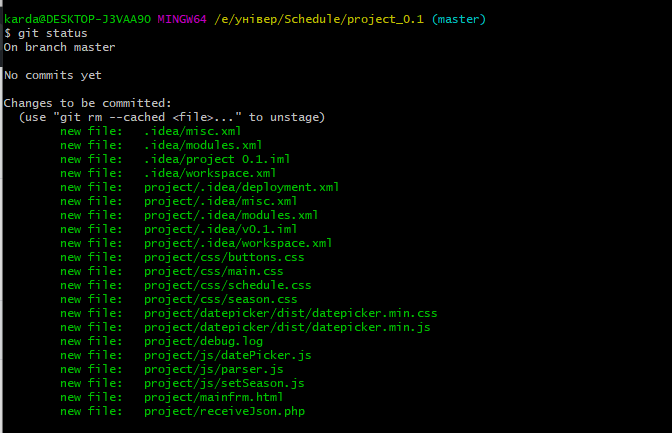 karda@DESKTOP-J3VAA9O MINGW64 /e/універ/Schedule/project_0.1 (master)
$ git status
On branch master
No commits yet
Changes to be committed:
(use "git rm --cached <file>..." to unstage)
new file: .idea/misc.xml
new file: .idea/modules.xml
new file: .idea/project 0.1.iml
new file: .idea/workspace.xml
new file: project/.idea/deployment.xml
new file: project/.idea/misc.xml
new file: project/.idea/modules.xml
new file: project/.idea/v0.1.iml
new file: project/.idea/workspace.xml
new file: project/css/buttons.css
new file: project/css/main.css
new file: project/css/schedule.css
new file: project/css/season.css
new file: project/datepicker/dist/datepicker.min.css
new file: project/datepicker/dist/datepicker.min.js
new file: project/debug.log
new file: project/js/datePicker.js
new file: project/js/parser.js
new file: project/js/setSeason.js
new file: project/mainfrm.html
new file: project/receiveJson.php